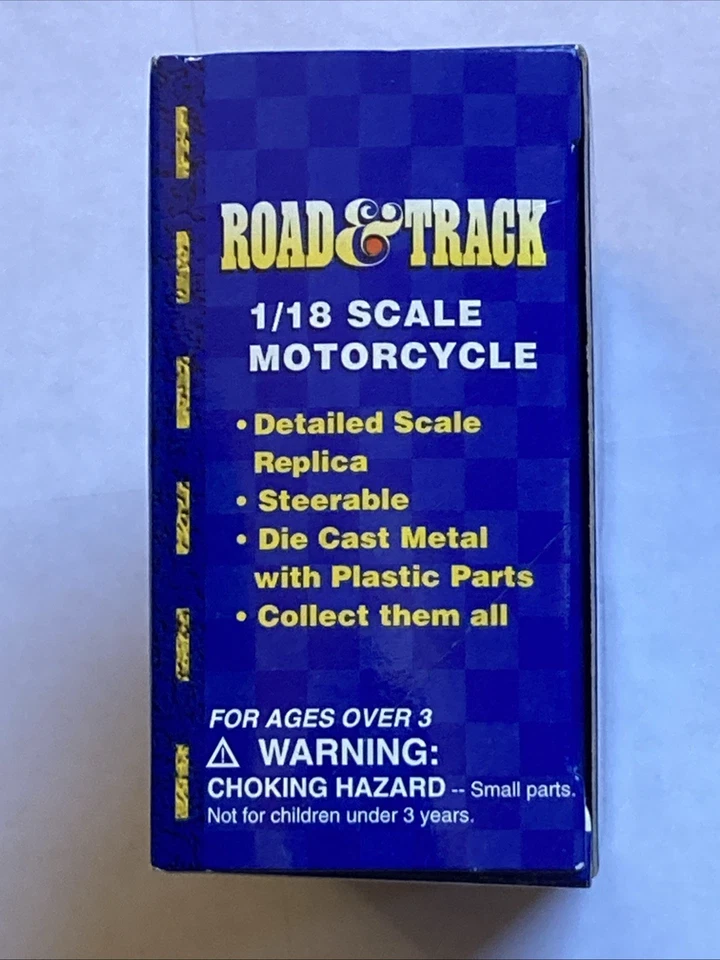 ROAD & TRACK
1/18 SCALE
MOTORCYCLE
• Detailed Scale
Replica
• Steerable
• Die Cast Metal
with Plastic Parts
• Collect them all
FOR AGES OVER 3
⚠ WARNING:
CHOKING HAZARD -- Small parts.
Not for children under 3 years.